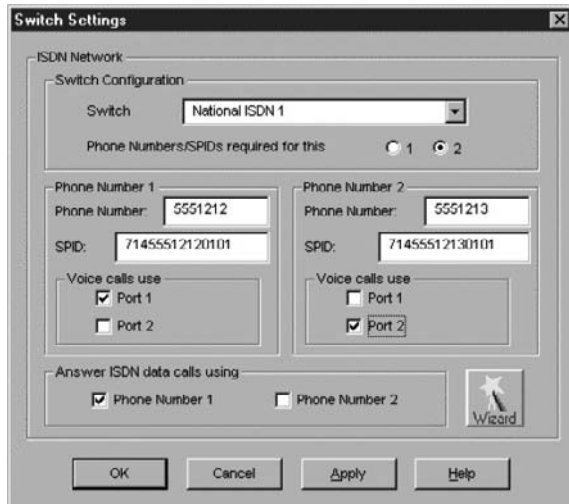 Switch Settings
ISDN Network
Switch Configuration
Switch
National ISDN 1
Phone Numbers/SPIDs required for this 1 2
Phone Number 1
Phone Number: 5551212
SPID: 71455512120101
Voice calls use
Port 1
Port 2
Phone Number 2
Phone Number: 5551213
SPID: 71455512130101
Voice calls use
Port 1
Port 2
Answer ISDN data calls using
Phone Number 1 Phone Number 2
Wizard
OK Cancel Apply Help